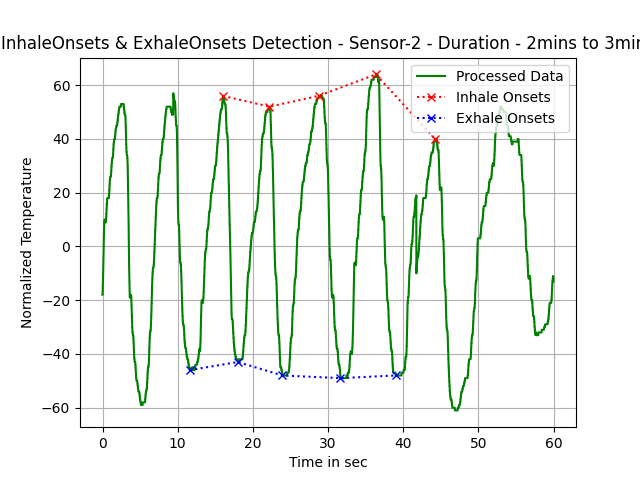 InhaleOnsets & ExhaleOnsets Detection - Sensor-2 - Duration - 2mins to 3min
Processed Data
Inhale Onsets
Exhale Onsets
Normalized Temperature
60
40
20
0
−20
−40
−60
0 10 20 30 40 50 60
Time in sec